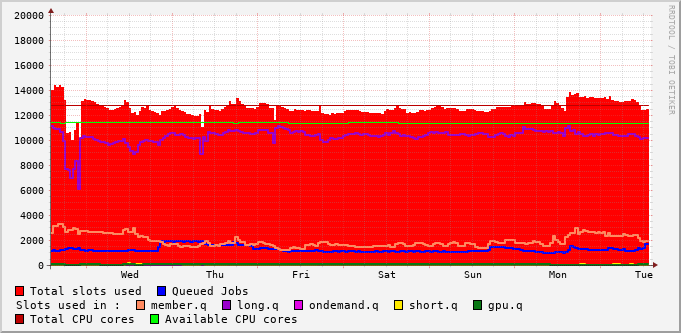 20000
18000
16000
14000
12000
10000
8000
6000
4000
2000
0
Wed Thu Fri Sat Sun Mon Tue
Total slots used Queued Jobs
Slots used in : member.q long.q ondemand.q short.q gpu.q
Total CPU cores Available CPU cores
RRDTOOL / TOBI OETIKER